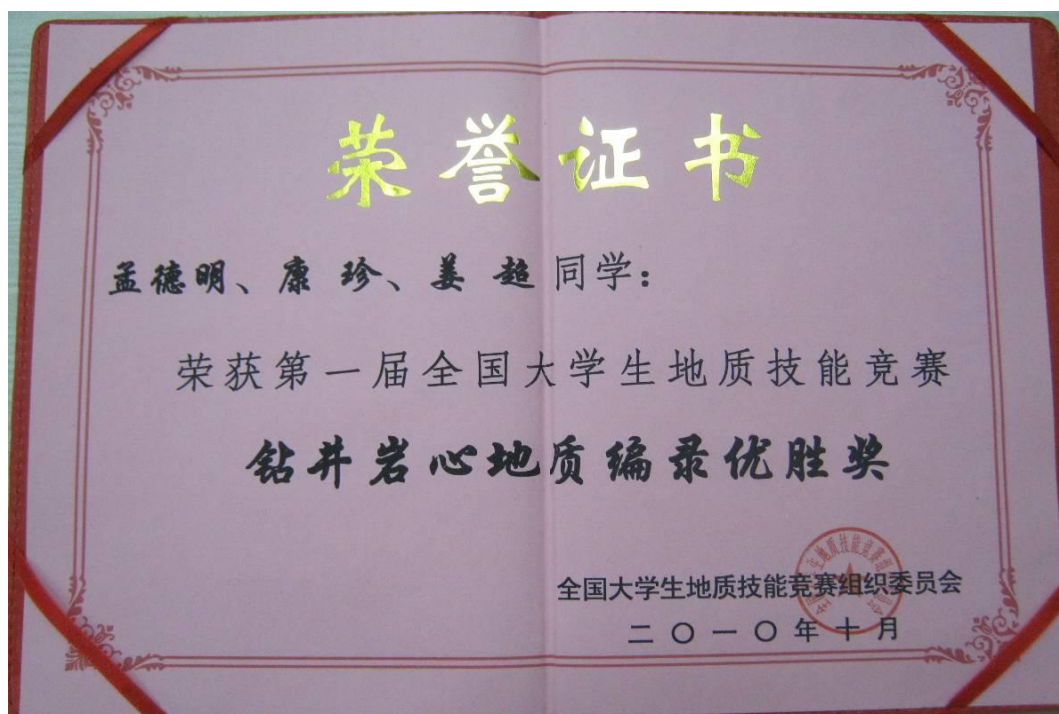 荣誉证书
孟德明、康 珍、姜 超 同学：
荣获第一届全国大学生地质技能竞赛
钻井岩心地质编录优胜奖
全国大学生地质技能竞赛组织委员会
二〇一〇年十月